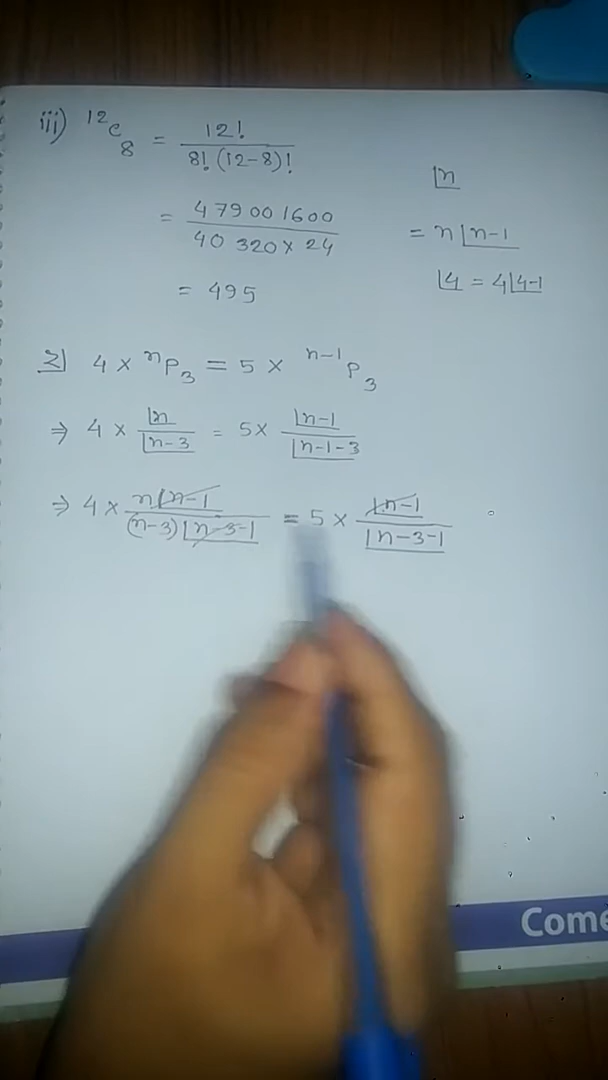 iii) ¹²C₈ = 12! / 8!(12-8)!
= 479001600 / 40320 × 24
= 495
|n
= n|n-1
|4 = 4|4-1
২| 4 × ⁿP₃ = 5 × ⁿ⁻¹P₃
⇒ 4 × |n / |n-3 = 5 × |n-1 / |n-1-3
⇒ 4 × n|n-1 / (n-3)|n-3-1 = 5 × |n-1 / |n-3-1
Come